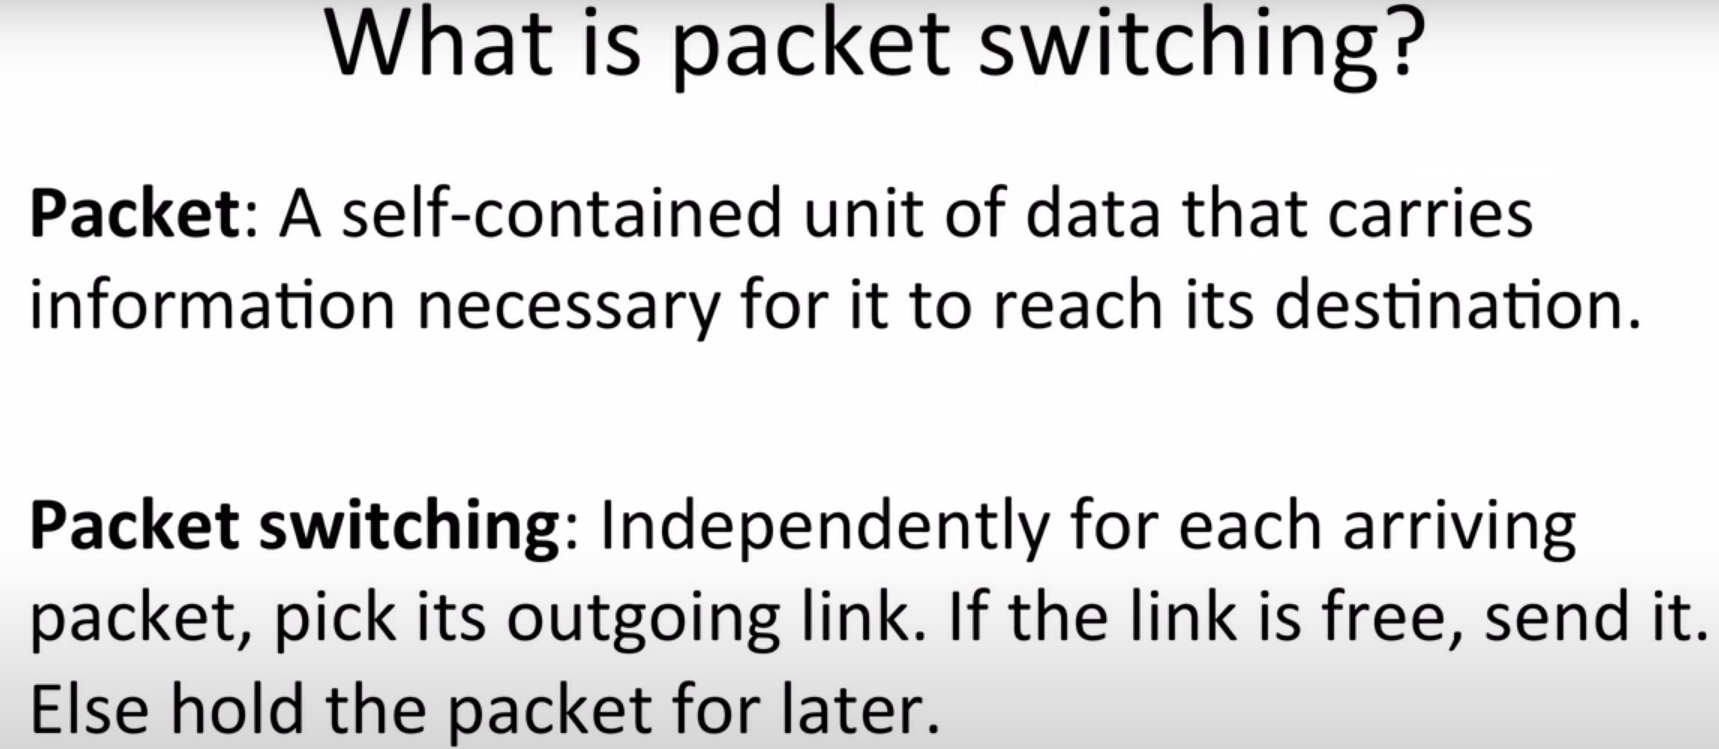 What is packet switching?
Packet: A self-contained unit of data that carries
information necessary for it to reach its destination.
Packet switching: Independently for each arriving
packet, pick its outgoing link. If the link is free, send it.
Else hold the packet for later.